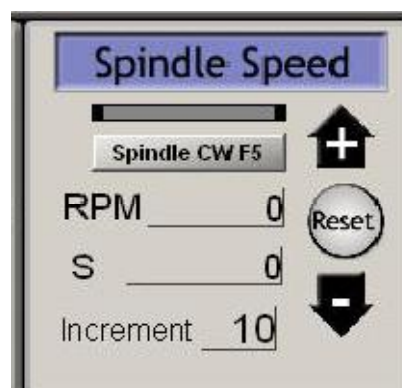 Spindle Speed
+
Spindle CW F5
RPM 0
Reset
S 0
-
Increment 10